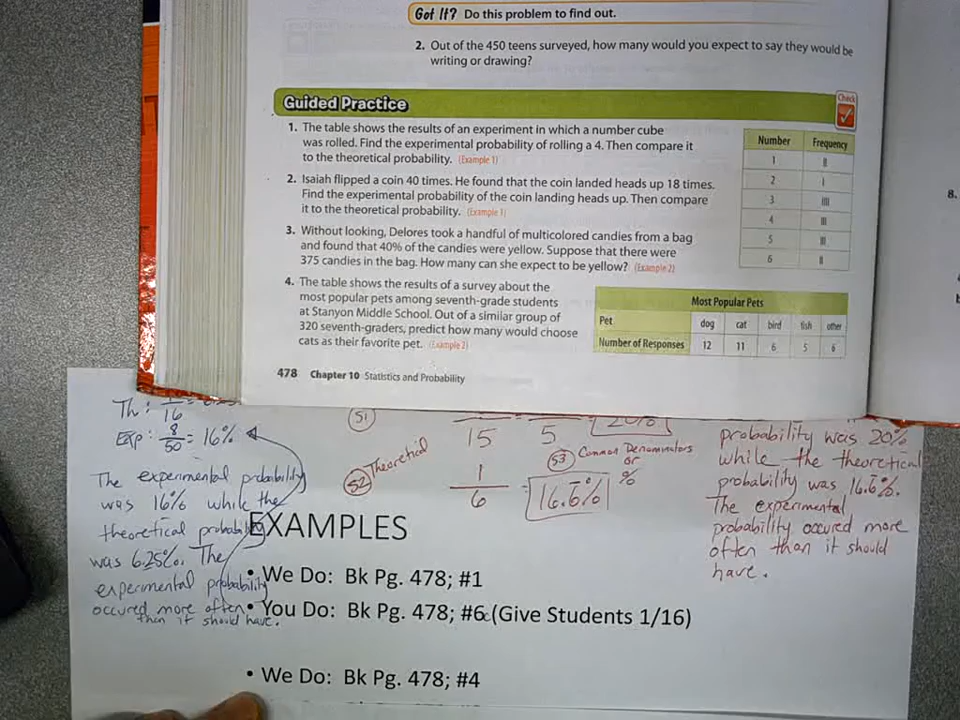 Got It? Do this problem to find out.
2. Out of the 450 teens surveyed, how many would you expect to say they would be
writing or drawing?
Guided Practice
Check
1. The table shows the results of an experiment in which a number cube
was rolled. Find the experimental probability of rolling a 4. Then compare it
to the theoretical probability. (Example 1)
2. Isaiah flipped a coin 40 times. He found that the coin landed heads up 18 times.
Find the experimental probability of the coin landing heads up. Then compare
it to the theoretical probability. (Example 1)
3. Without looking, Delores took a handful of multicolored candies from a bag
and found that 40% of the candies were yellow. Suppose that there were
375 candies in the bag. How many can she expect to be yellow? (Example 2)
4. The table shows the results of a survey about the
most popular pets among seventh-grade students
at Stanyon Middle School. Out of a similar group of
320 seventh-graders, predict how many would choose
cats as their favorite pet. (Example 2)
Number Frequency
1
2
3
4
5
6
8.
Most Popular Pets
Pet dog cat bird fish other
Number of Responses 12 11 6 5 6
478 Chapter 10 Statistics and Probability
Th: 1/16
Exp: 8/50 = 16%
The experimental probability
was 16% while the
theoretical probability
was 6.25%. The
experimental probability
occured more often
than it should have.
S1
15 5 20%
S2 Theoretical
1/6 = 16.6̅%
S3 Common Denominators
or
%
probability was 20%
while the theoretical
probability was 16.6̅%.
The experimental
probability occured more
often than it should
have.
EXAMPLES
• We Do: Bk Pg. 478; #1
• You Do: Bk Pg. 478; #6c (Give Students 1/16)
• We Do: Bk Pg. 478; #4